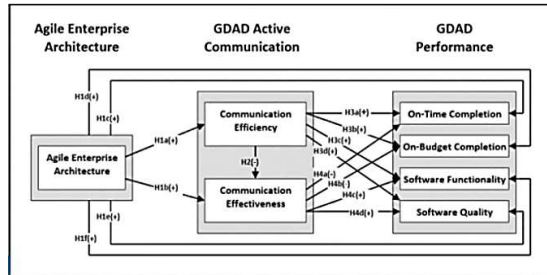 Agile Enterprise
Architecture
GDAD Active
Communication
GDAD
Performance
H1d(+)
H1c(+)
H1a(+)
H1b(+)
H1e(+)
H1f(+)
Agile Enterprise
Architecture
Communication
Efficiency
H2(-)
Communication
Effectiveness
H3a(+)
H3b(+)
H3c(+)
H3d(+)
H4a(-)
H4b(-)
H4c(+)
H4d(+)
On-Time Completion
On-Budget Completion
Software Functionality
Software Quality